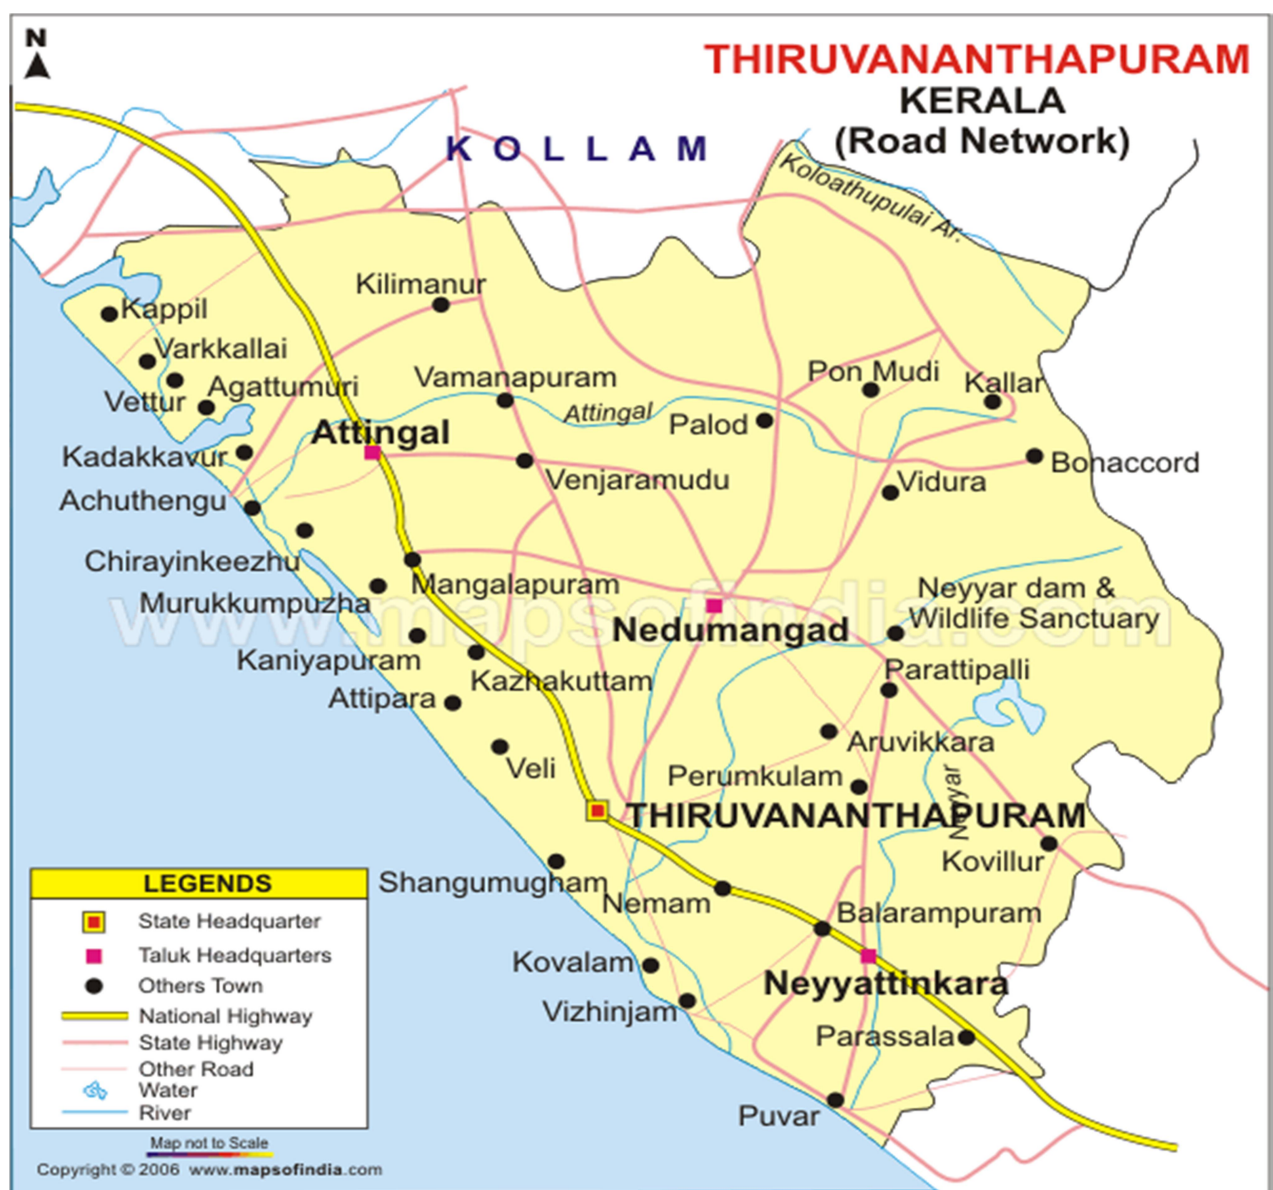 N
THIRUVANANTHAPURAM
KERALA
(Road Network)
KOLLAM
Koloathupulai Ar.
Kilimanur
Kappil
Varkkallai
Agattumuri
Vettur
Vamanapuram
Attingal
Pon Mudi
Kallar
Palod
Attingal
Kadakkavur
Venjaramudu
Bonaccord
Vidura
Achuthengu
Chirayinkeezhu
Mangalapuram
Murukkumpuzha
www.mapsofindia.com
Neyyar dam &
Wildlife Sanctuary
Nedumangad
Kaniyapuram
Kazhakuttam
Parattipalli
Attipara
Aruvikkara
Veli
Perumkulam
Neyyar
THIRUVANANTHAPURAM
Kovillur
Shangumugham
Nemam
Balarampuram
Kovalam
Neyyattinkara
Vizhinjam
Parassala
Puvar
LEGENDS
State Headquarter
Taluk Headquarters
Others Town
National Highway
State Highway
Other Road
Water
River
Map not to Scale
Copyright © 2006 www.mapsofindia.com